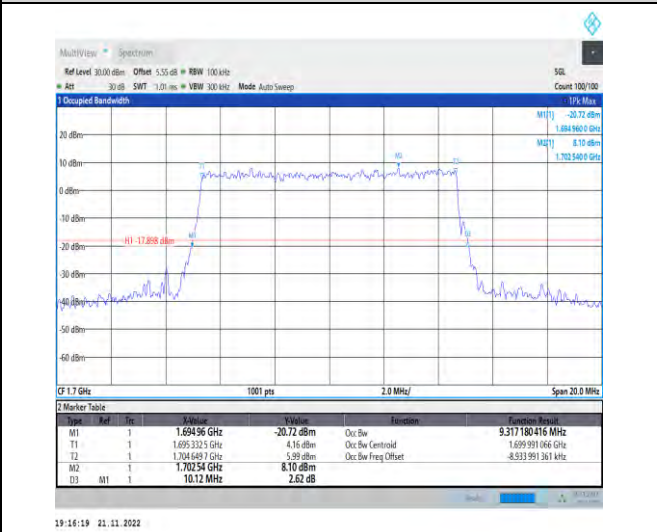 MultiView Spectrum
Ref Level 30.00 dBm Offset 5.55 dB RBW 100 kHz SGL
Att 30 dB SWT 1.01 ms VBW 300 kHz Mode Auto Sweep Count 100/100
1 Occupied Bandwidth 1Pk Max
M1[1] -20.72 dBm
1.694 960 0 GHz
8.10 dBm
1.702 540 0 GHz
20 dBm
M2
T1
10 dBm
0 dBm
-10 dBm
M1
H1 -17.898 dBm
-20 dBm
-30 dBm
-40 dBm
-50 dBm
-60 dBm
CF 1.7 GHz 1001 pts 2.0 MHz/ Span 20.0 MHz
2 Marker Table
Type Ref Trc X-Value Y-Value Function Function Result
M1 1 1.694 96 GHz -20.72 dBm Occ Bw 9.317 180 416 MHz
T1 1 1.695 332 5 GHz 4.16 dBm Occ Bw Centroid 1.699 991 066 GHz
T2 1 1.704 649 7 GHz 5.99 dBm Occ Bw Freq Offset -8.933 991 361 kHz
M2 1 1.702 54 GHz 8.10 dBm
D3 M1 1 10.12 MHz 2.62 dB
19:16:19 21.11.2022